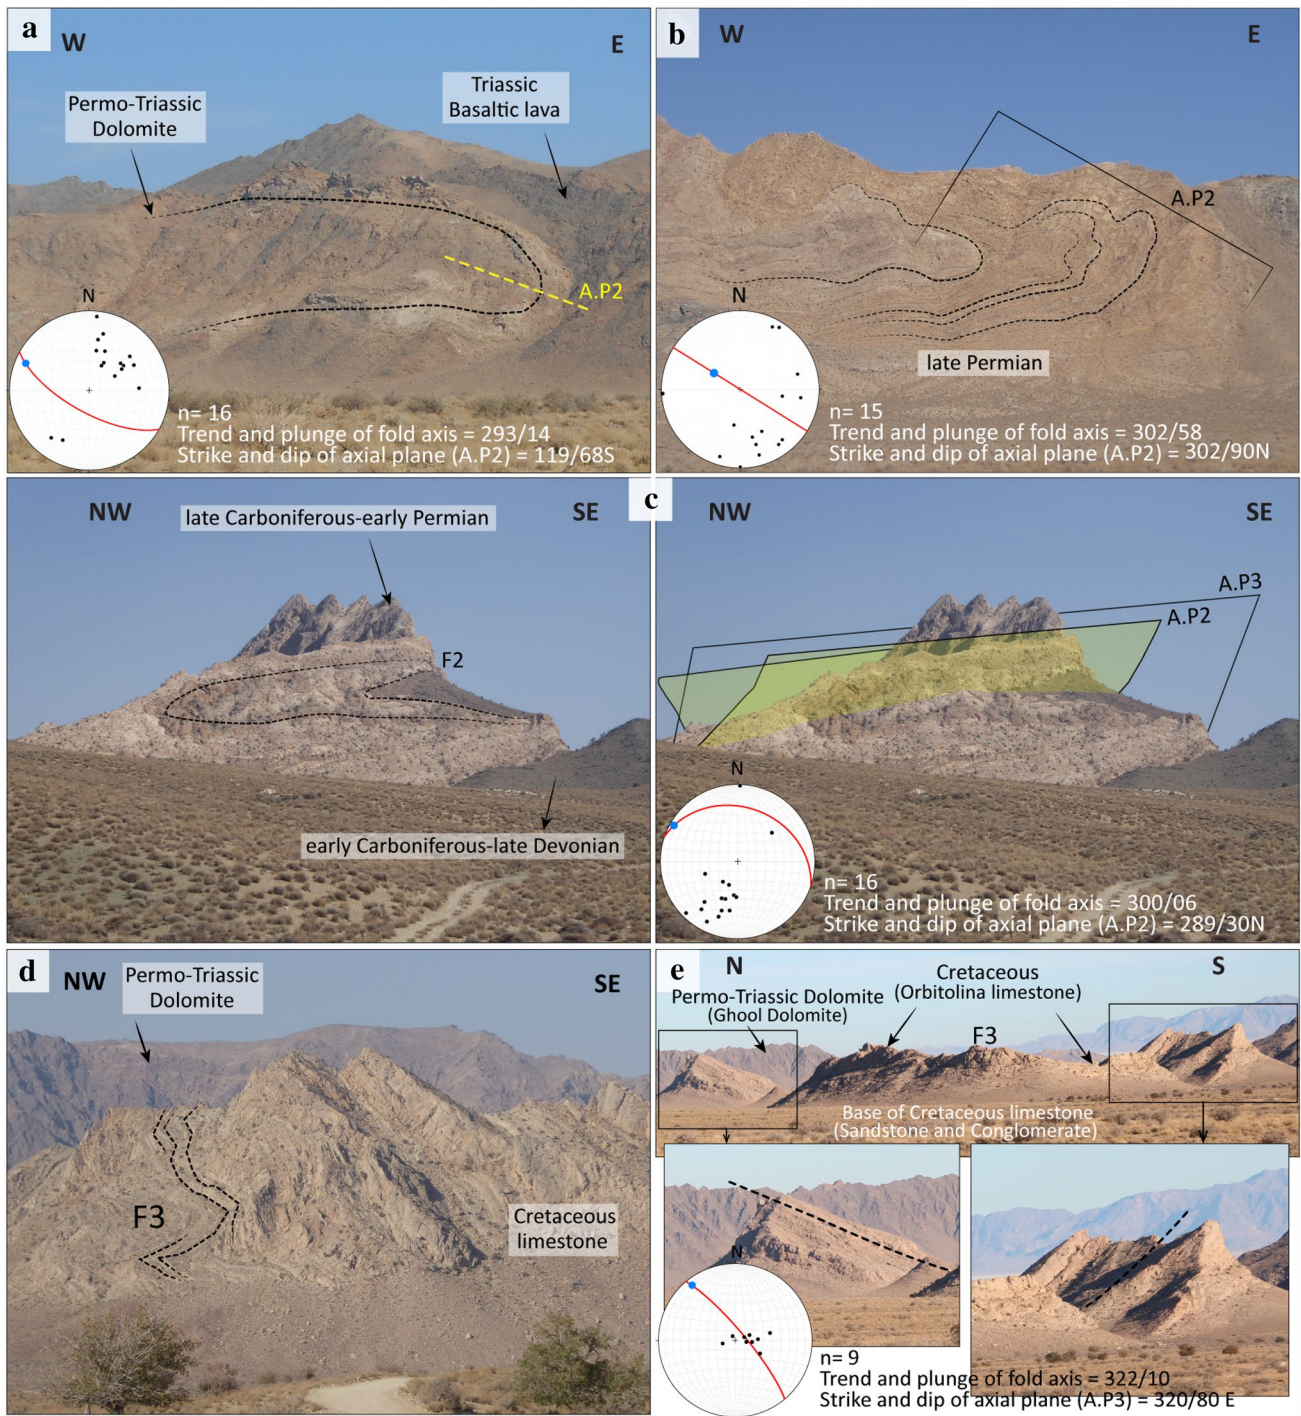 a
W
E
Permo-Triassic
Dolomite
Triassic
Basaltic lava
A.P2
N
n= 16
Trend and plunge of fold axis = 293/14
Strike and dip of axial plane (A.P2) = 119/68S
b
W
E
A.P2
late Permian
N
n= 15
Trend and plunge of fold axis = 302/58
Strike and dip of axial plane (A.P2) = 302/90N
c
NW
SE
late Carboniferous-early Permian
F2
early Carboniferous-late Devonian
NW
SE
A.P3
A.P2
N
n= 16
Trend and plunge of fold axis = 300/06
Strike and dip of axial plane (A.P2) = 289/30N
d
NW
SE
Permo-Triassic
Dolomite
F3
Cretaceous
limestone
e
N
S
Permo-Triassic Dolomite
(Ghool Dolomite)
Cretaceous
(Orbitolina limestone)
F3
Base of Cretaceous limestone
(Sandstone and Conglomerate)
N
n= 9
Trend and plunge of fold axis = 322/10
Strike and dip of axial plane (A.P3) = 320/80 E